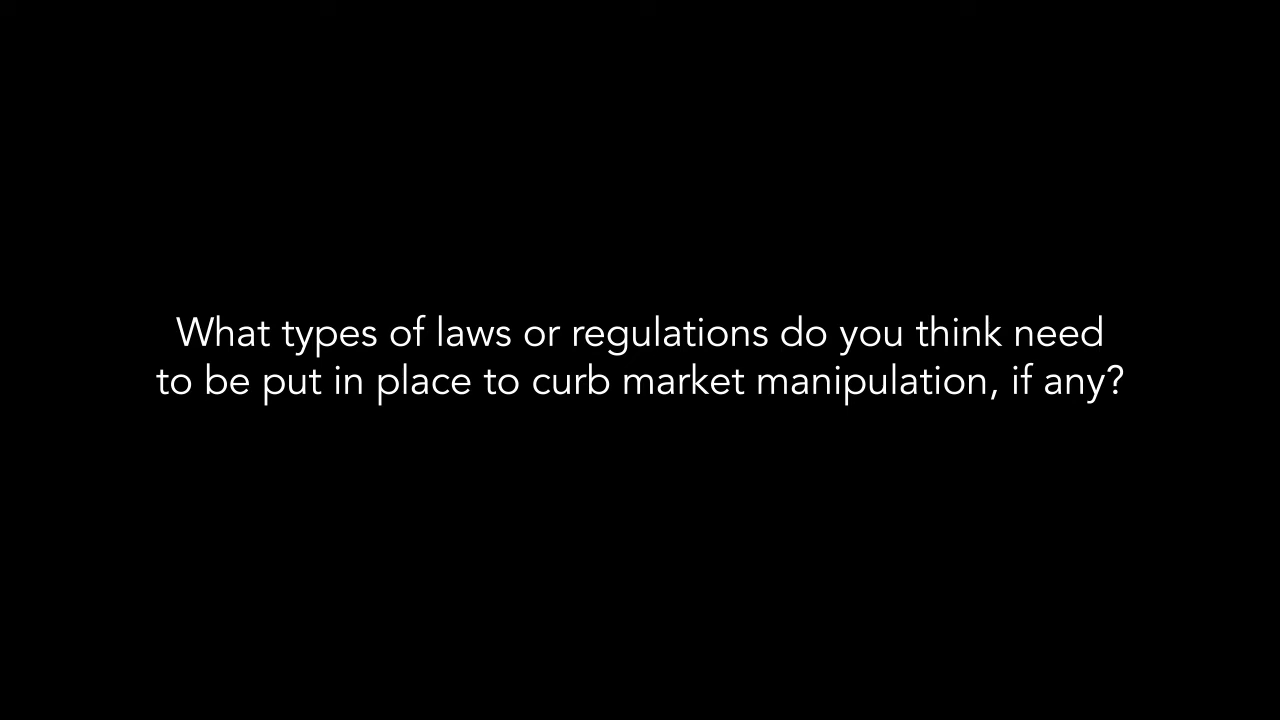 What types of laws or regulations do you think need
to be put in place to curb market manipulation, if any?